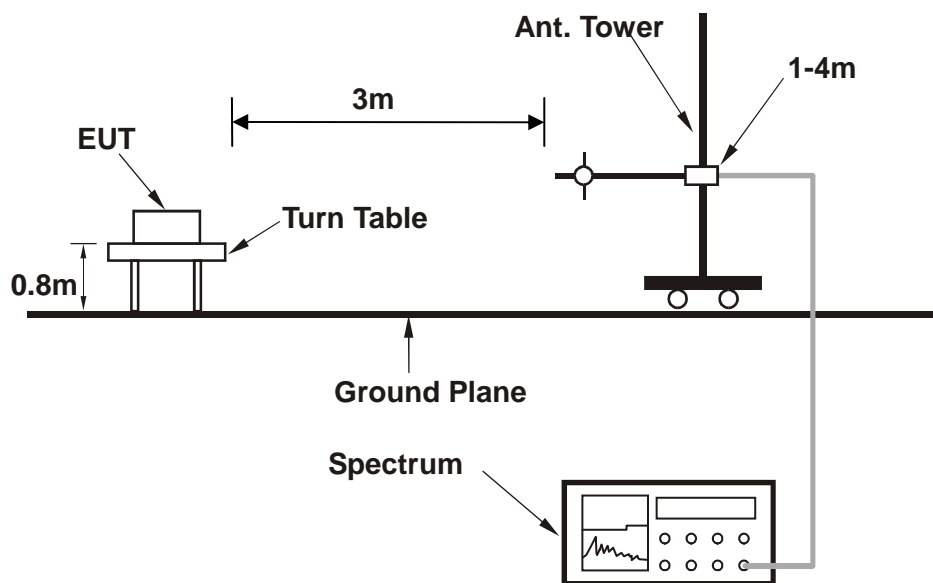 Ant. Tower
1-4m
3m
EUT
Turn Table
0.8m
Ground Plane
Spectrum